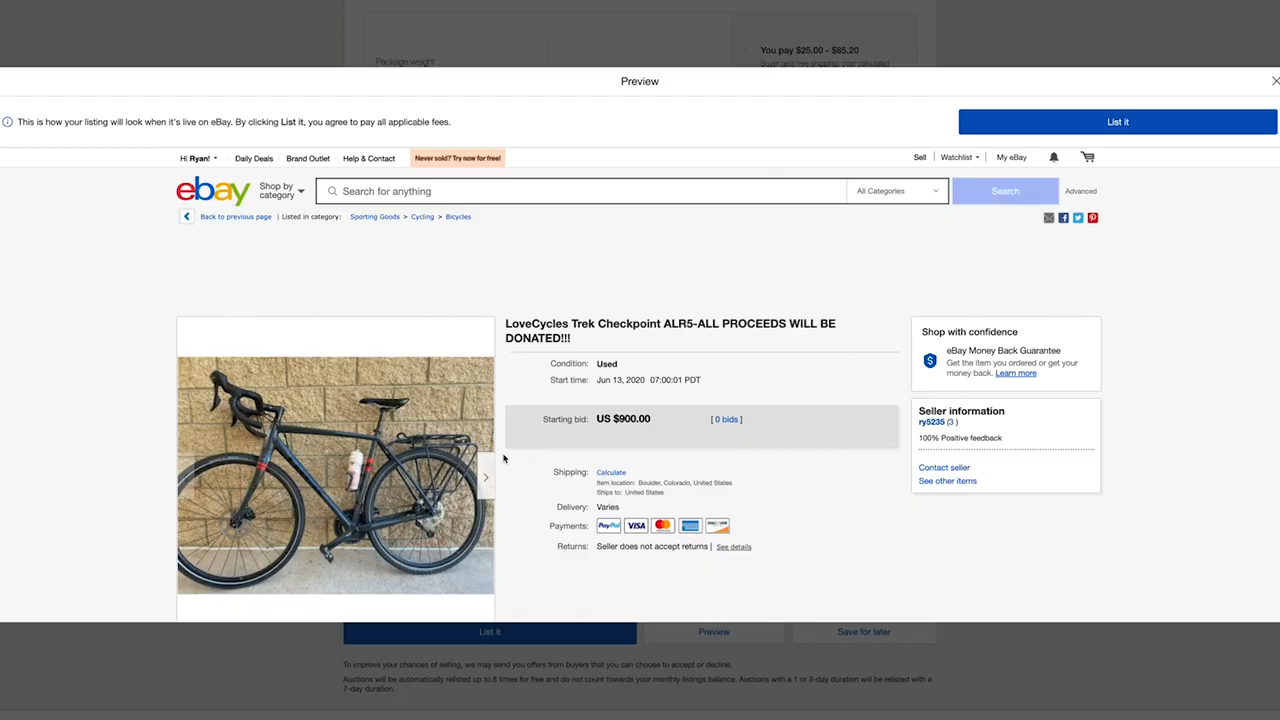 You pay $25.00 - $85.20
Package weight
Buyer gets free shipping, cost calculated
Preview
This is how your listing will look when it's live on eBay. By clicking List it, you agree to pay all applicable fees.
List it
Hi Ryan!
Daily Deals
Brand Outlet
Help & Contact
Never sold? Try now for free!
Sell
Watchlist
My eBay
ebay
Shop by
category
Search for anything
All Categories
Search
Advanced
Back to previous page | Listed in category: Sporting Goods > Cycling > Bicycles
LoveCycles Trek Checkpoint ALR5-ALL PROCEEDS WILL BE
DONATED!!!
Condition: Used
Start time: Jun 13, 2020 07:00:01 PDT
Starting bid: US $900.00 [ 0 bids ]
Shipping: Calculate
Item location: Boulder, Colorado, United States
Ships to: United States
Delivery: Varies
Payments: PayPal VISA DISCOVER
Returns: Seller does not accept returns | See details
Shop with confidence
eBay Money Back Guarantee
Get the item you ordered or get your
money back. Learn more
Seller information
ry5235 (3 )
100% Positive feedback
Contact seller
See other items
List it
Preview
Save for later
To improve your chances of selling, we may send you offers from buyers that you can choose to accept or decline.
Auctions will be automatically relisted up to 8 times for free and do not count towards your monthly listings balance. Auctions with a 1 or 3-day duration will be relisted with a
7-day duration.